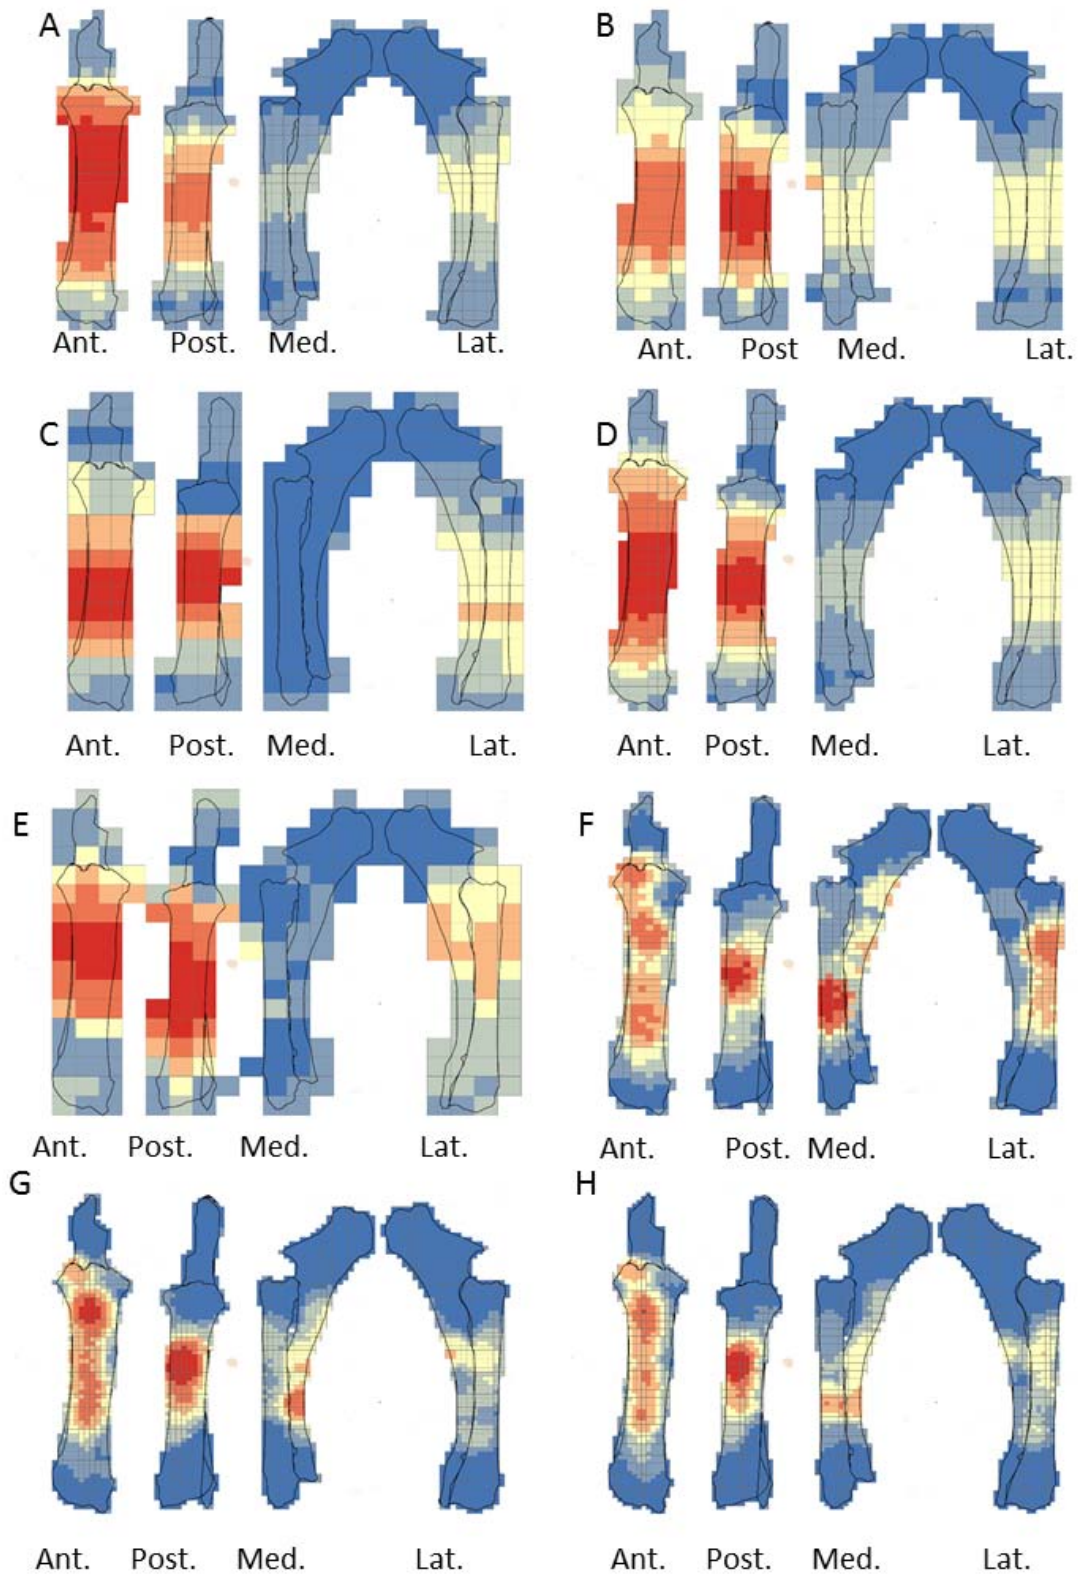 A
B
Ant. Post. Med. Lat.
Ant. Post Med. Lat.
C
D
Ant. Post. Med. Lat.
Ant. Post. Med. Lat.
E
F
Ant. Post. Med. Lat.
Ant. Post. Med. Lat.
G
H
Ant. Post. Med. Lat.
Ant. Post. Med. Lat.